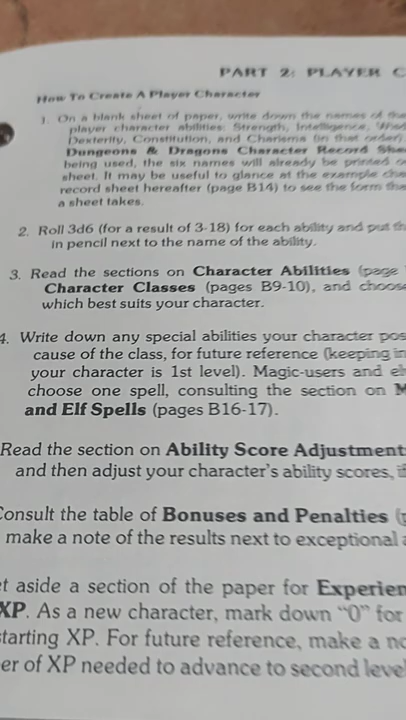 PART 2: PLAYER C
How To Create A Player Character
1. On a blank sheet of paper, write down the names of the
player character abilities: Strength, Intelligence, Wisd
Dexterity, Constitution, and Charisma (in that order)
Dungeons & Dragons Character Record She
being used, the six names will already be printed o
sheet. It may be useful to glance at the example cha
record sheet hereafter (page B14) to see the form tha
a sheet takes.
2. Roll 3d6 (for a result of 3-18) for each ability and put th
in pencil next to the name of the ability.
3. Read the sections on Character Abilities (page
Character Classes (pages B9-10), and choos
which best suits your character.
4. Write down any special abilities your character pos
cause of the class, for future reference (keeping in
your character is 1st level). Magic-users and el
choose one spell, consulting the section on M
and Elf Spells (pages B16-17).
Read the section on Ability Score Adjustment
and then adjust your character's ability scores, if
Consult the table of Bonuses and Penalties (p
make a note of the results next to exceptional a
t aside a section of the paper for Experien
XP. As a new character, mark down "0" for
starting XP. For future reference, make a no
er of XP needed to advance to second level